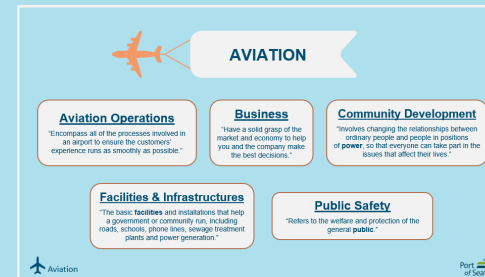 AVIATION
Aviation Operations
"Encompass all of the processes involved in
an airport to ensure the customers'
experience runs as smoothly as possible."
Business
"Have a solid grasp of the
market and economy to help
you and the company make
the best decisions."
Community Development
"Involves changing the relationships between
ordinary people and people in positions
of power, so that everyone can take part in the
issues that affect their lives."
Facilities & Infrastructures
"The basic facilities and installations that help
a government or community run, including
roads, schools, phone lines, sewage treatment
plants and power generation."
Public Safety
"Refers to the welfare and protection of the
general public."
Aviation
Port
of Sea